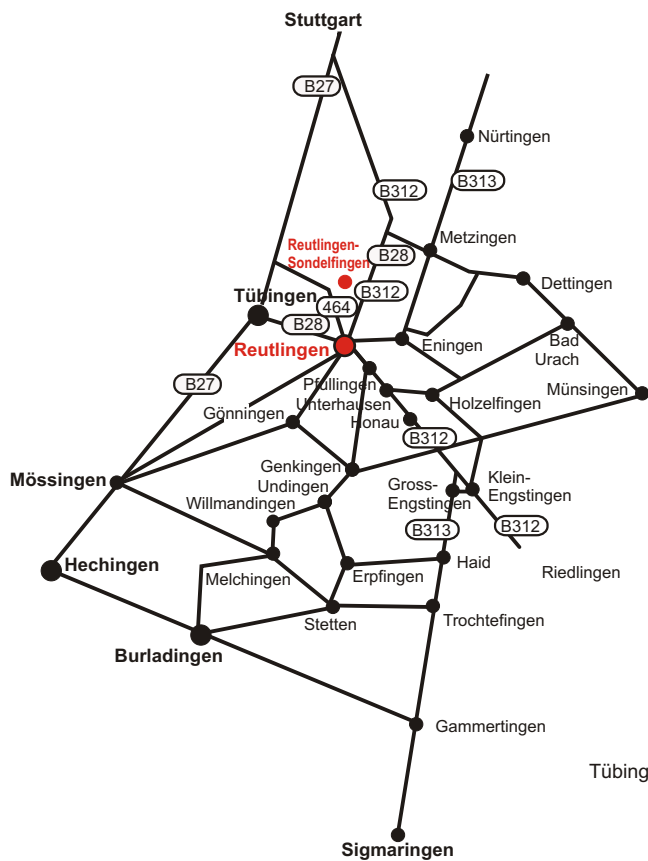 Stuttgart
B27
Nürtingen
B313
B312
Metzingen
Reutlingen-
Sondelfingen
B28
Dettingen
B312
Tübingen
464
B28
Reutlingen
Eningen
Bad
Urach
Pfullingen
B27
Münsingen
Gönningen
Unterhausen
Holzelfingen
Honau
B312
Genkingen
Mössingen
Undingen
Gross-
Engstingen
Klein-
Engstingen
Willmandingen
B313
B312
Hechingen
Melchingen
Erpfingen
Haid
Riedlingen
Stetten
Trochtefingen
Burladingen
Gammertingen
Tübing
Sigmaringen